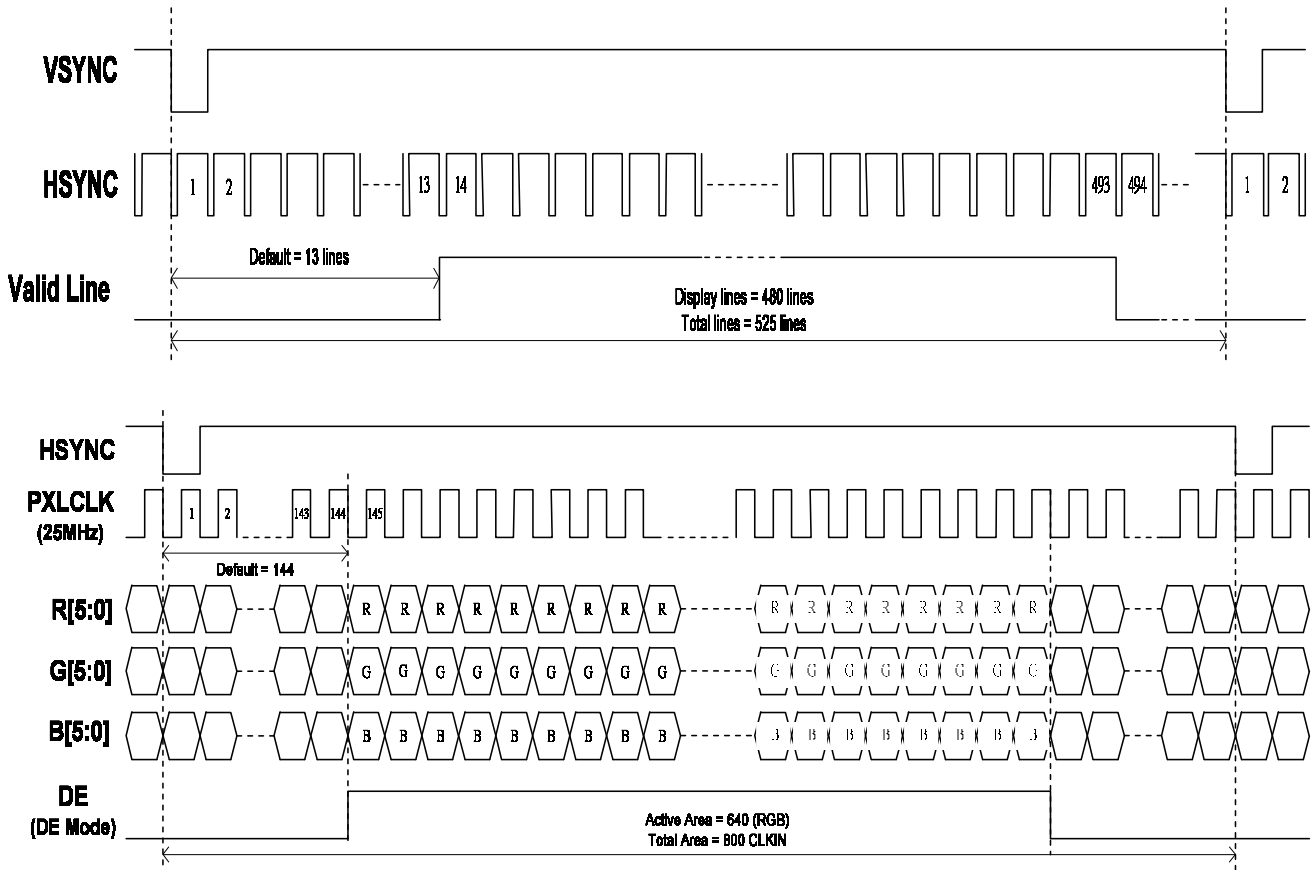 VSYNC
HSYNC
1 2 13 14 493 494 1 2
Default = 13 lines
Valid Line
Display lines = 480 lines
Total lines = 525 lines
HSYNC
PXLCLK
(25MHz)
1 2 143 144 145
Default = 144
R[5:0]
R R R R R R R R R R R R R R R R R
G[5:0]
G G G G G G G G G G G G G G G G G
B[5:0]
B B B B B B B B B B B B B B B B
DE
(DE Mode)
Active Area = 640 (RGB)
Total Area = 800 CLKIN